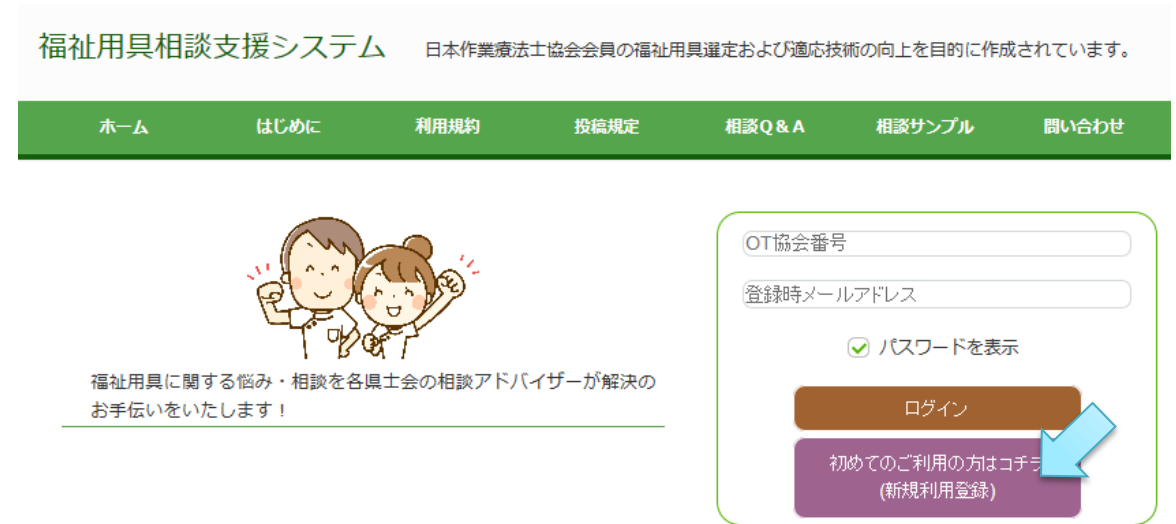 福祉用具相談支援システム 日本作業療法士協会会員の福祉用具選定および適応技術の向上を目的に作成されています。
ホーム はじめに 利用規約 投稿規定 相談Q&A 相談サンプル 問い合わせ
福祉用具に関する悩み・相談を各県士会の相談アドバイザーが解決の
お手伝いをいたします!
OT協会番号
登録時メールアドレス
パスワードを表示
ログイン
初めてのご利用の方はコチラ
(新規利用登録)